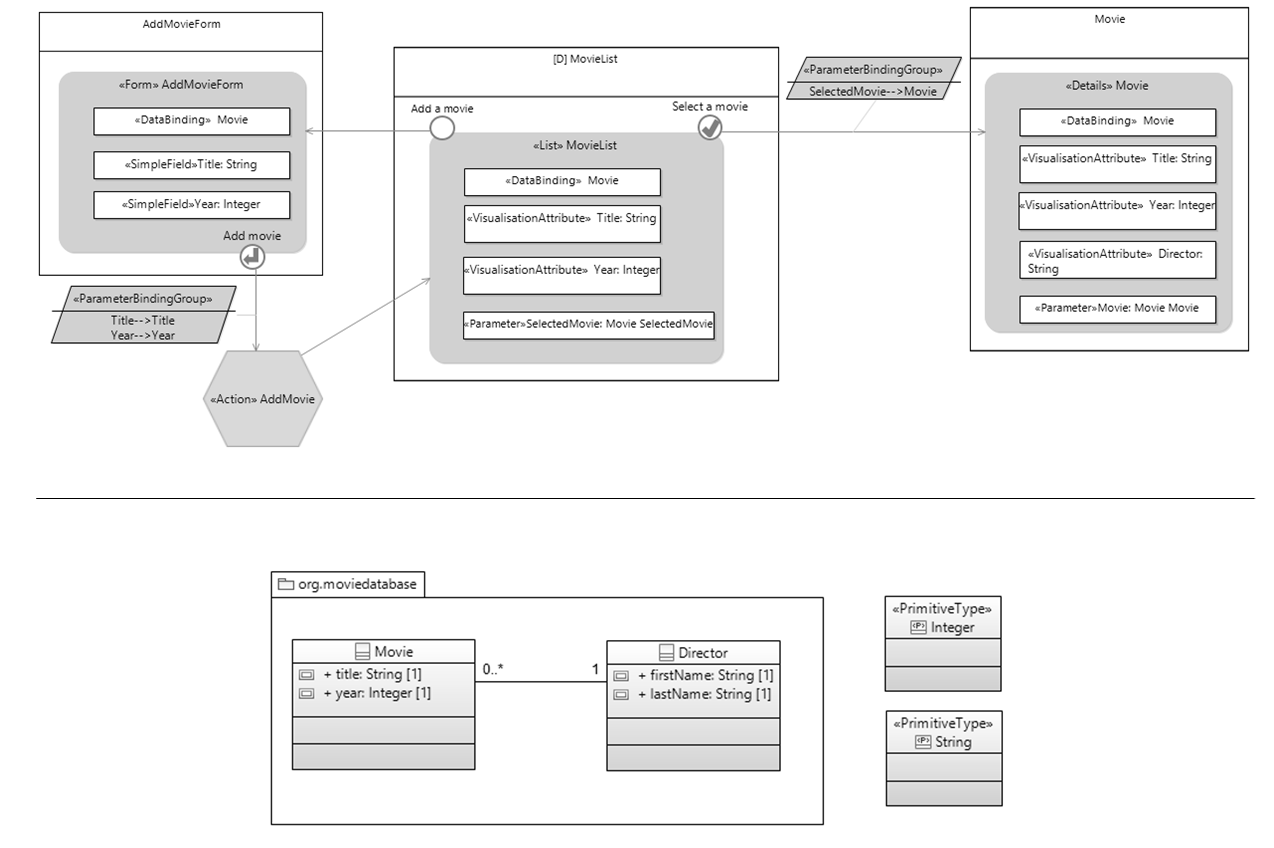 AddMovieForm
«Form» AddMovieForm
«DataBinding»  Movie
«SimpleField»Title: String
«SimpleField»Year: Integer
Add movie
«ParameterBindingGroup»
Title-->Title
Year-->Year
«Action» AddMovie
[D] MovieList
Add a movie
Select a movie
«List» MovieList
«DataBinding»  Movie
«VisualisationAttribute»  Title: String
«VisualisationAttribute»  Year: Integer
«Parameter»SelectedMovie: Movie SelectedMovie
«ParameterBindingGroup»
SelectedMovie-->Movie
Movie
«Details» Movie
«DataBinding»  Movie
«VisualisationAttribute»  Title: String
«VisualisationAttribute»  Year: Integer
«VisualisationAttribute»  Director:
String
«Parameter»Movie: Movie Movie
org.moviedatabase
Movie
+ title: String [1]
+ year: Integer [1]
0..*
1
Director
+ firstName: String [1]
+ lastName: String [1]
«PrimitiveType»
<P> Integer
«PrimitiveType»
<P> String